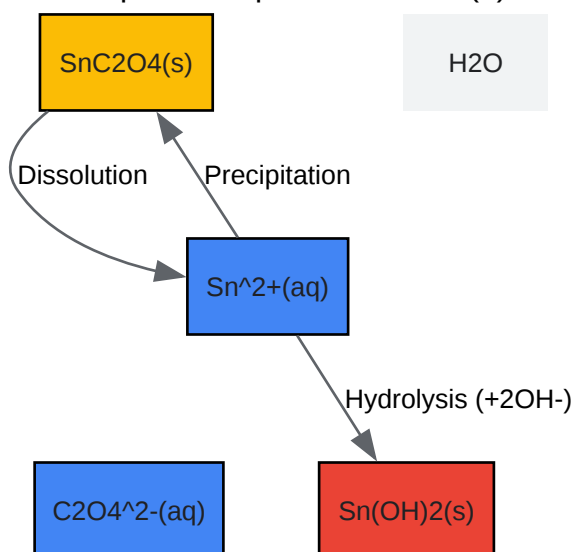 SnC2O4(s)
H2O
Dissolution
Precipitation
Sn^2+(aq)
Hydrolysis (+2OH-)
C2O4^2-(aq)
Sn(OH)2(s)